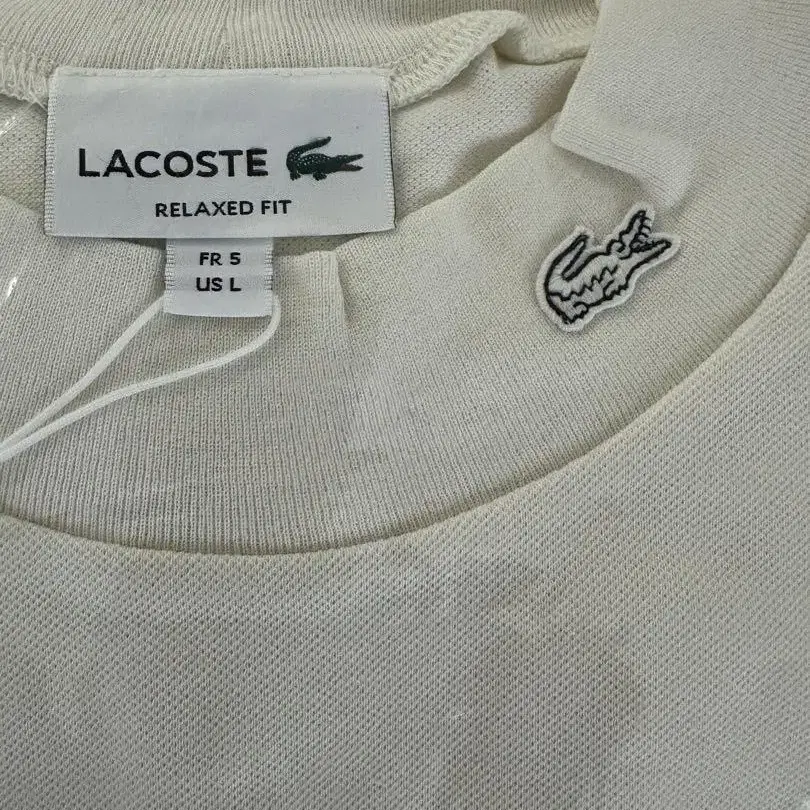 LACOSTE
RELAXED FIT
FR 5
US L